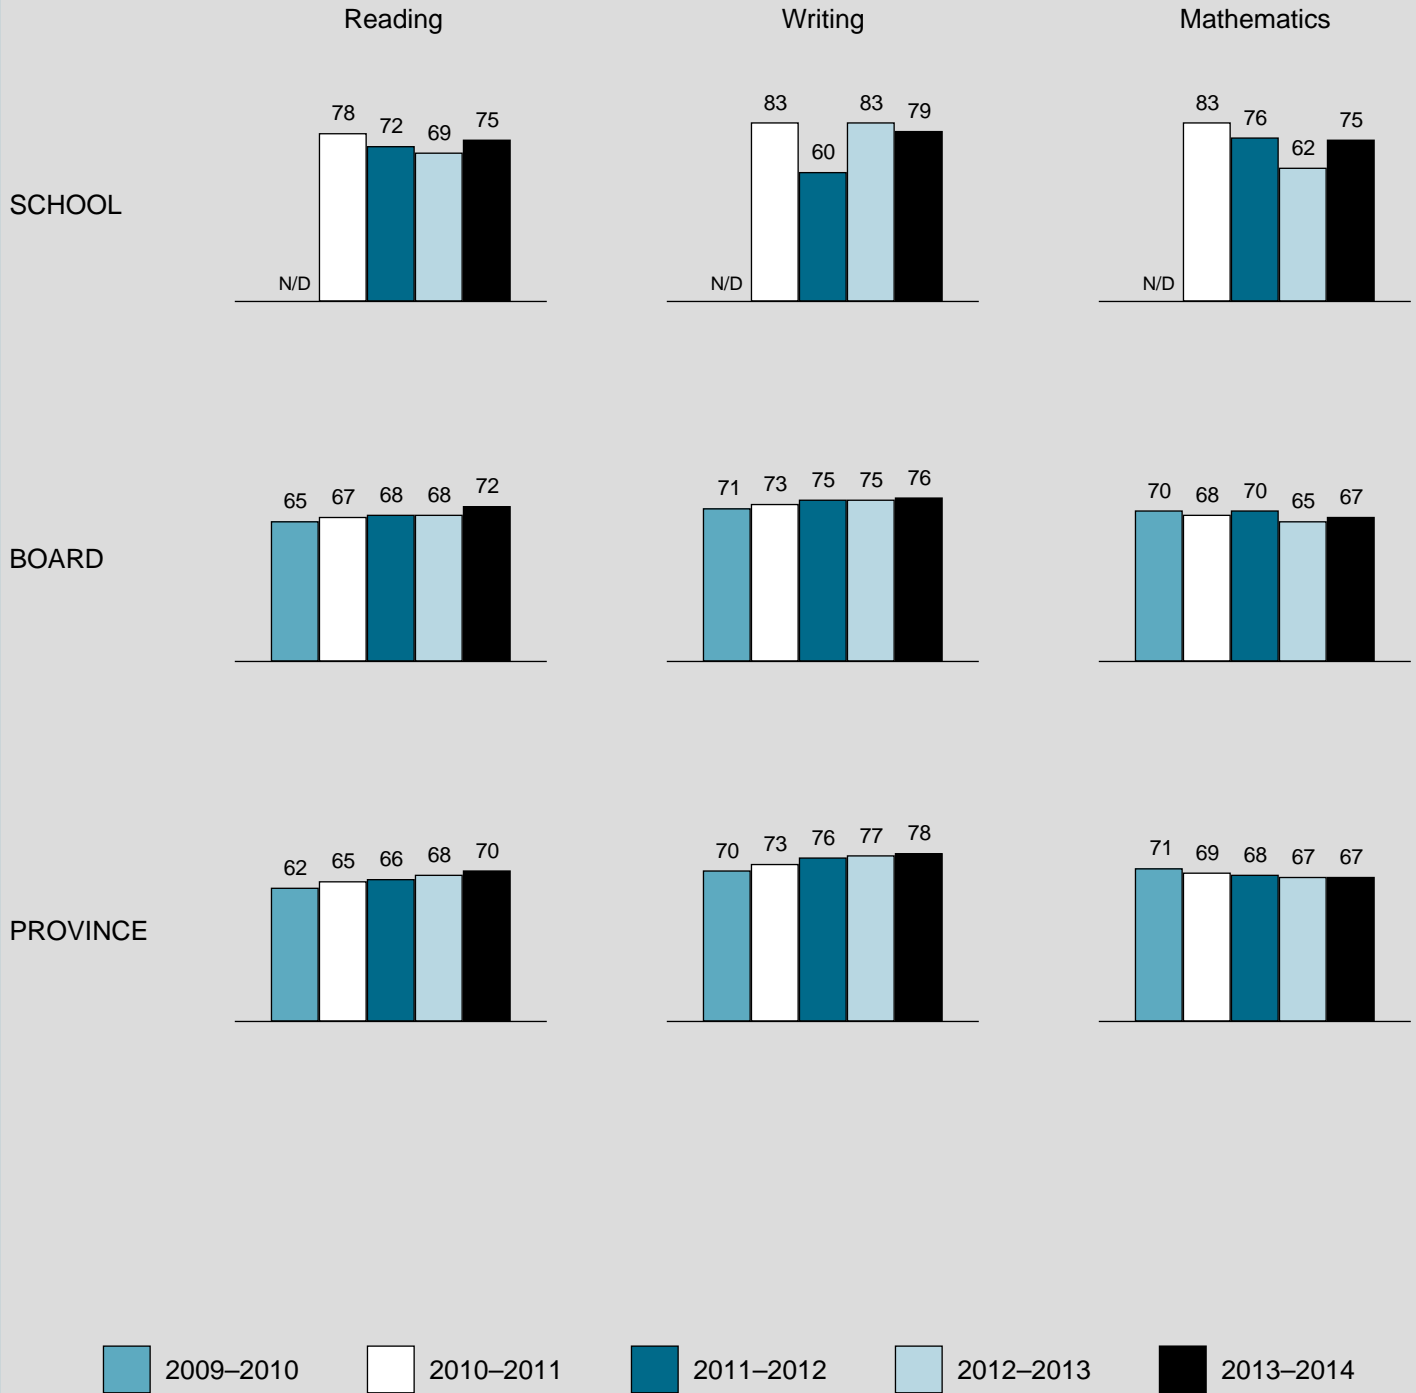 Reading Writing Mathematics
SCHOOL
N/D 78 72 69 75
N/D 83 60 83 79
N/D 83 76 62 75
BOARD
65 67 68 68 72
71 73 75 75 76
70 68 70 65 67
PROVINCE
62 65 66 68 70
70 73 76 77 78
71 69 68 67 67
2009–2010 2010–2011 2011–2012 2012–2013 2013–2014